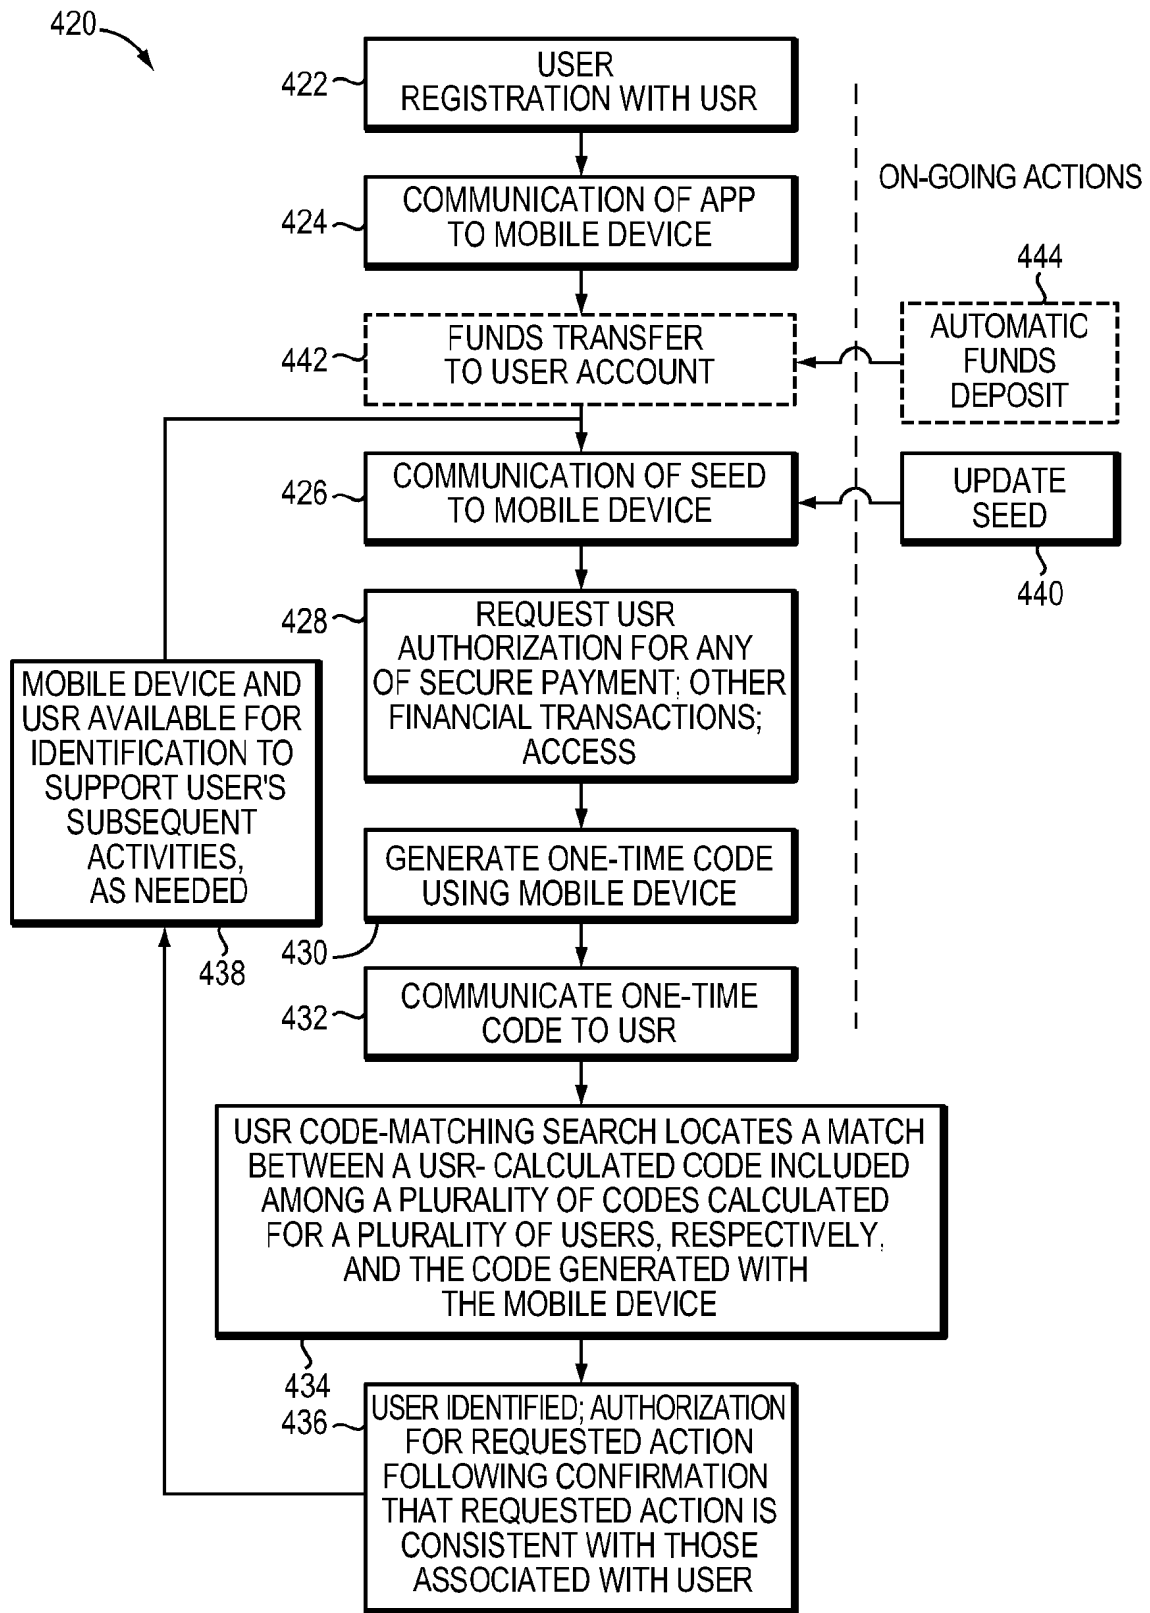 420
422
USER
REGISTRATION WITH USR
ON-GOING ACTIONS
424
COMMUNICATION OF APP
TO MOBILE DEVICE
444
442
FUNDS TRANSFER
TO USER ACCOUNT
AUTOMATIC
FUNDS
DEPOSIT
426
COMMUNICATION OF SEED
TO MOBILE DEVICE
UPDATE
SEED
440
428
REQUEST USR
AUTHORIZATION FOR ANY
OF SECURE PAYMENT; OTHER
FINANCIAL TRANSACTIONS;
ACCESS
MOBILE DEVICE AND
USR AVAILABLE FOR
IDENTIFICATION TO
SUPPORT USER'S
SUBSEQUENT
ACTIVITIES,
AS NEEDED
438
GENERATE ONE-TIME CODE
USING MOBILE DEVICE
430
COMMUNICATE ONE-TIME
CODE TO USR
432
USR CODE-MATCHING SEARCH LOCATES A MATCH
BETWEEN A USR- CALCULATED CODE INCLUDED
AMONG A PLURALITY OF CODES CALCULATED
FOR A PLURALITY OF USERS, RESPECTIVELY,
AND THE CODE GENERATED WITH
THE MOBILE DEVICE
434
436
USER IDENTIFIED; AUTHORIZATION
FOR REQUESTED ACTION
FOLLOWING CONFIRMATION
THAT REQUESTED ACTION IS
CONSISTENT WITH THOSE
ASSOCIATED WITH USER